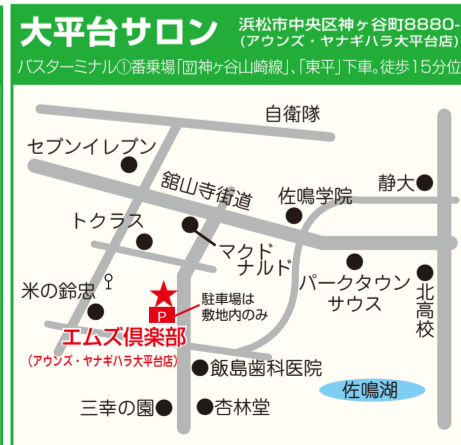 大平台サロン
浜松市中央区神ヶ谷町8880-
(アウンズ・ヤナギハラ大平台店)
バスターミナル①番乗場「37神ヶ谷山崎線」、「東平」下車。徒歩15分位
自衛隊
セブンイレブン
舘山寺街道
佐鳴学院
静大
トクラス
マクド
ナルド
パークタウン
サウス
北高校
米の鈴忠
駐車場は
敷地内のみ
P
エムズ倶楽部
(アウンズ・ヤナギハラ大平台店)
飯島歯科医院
佐鳴湖
三幸の園
杏林堂